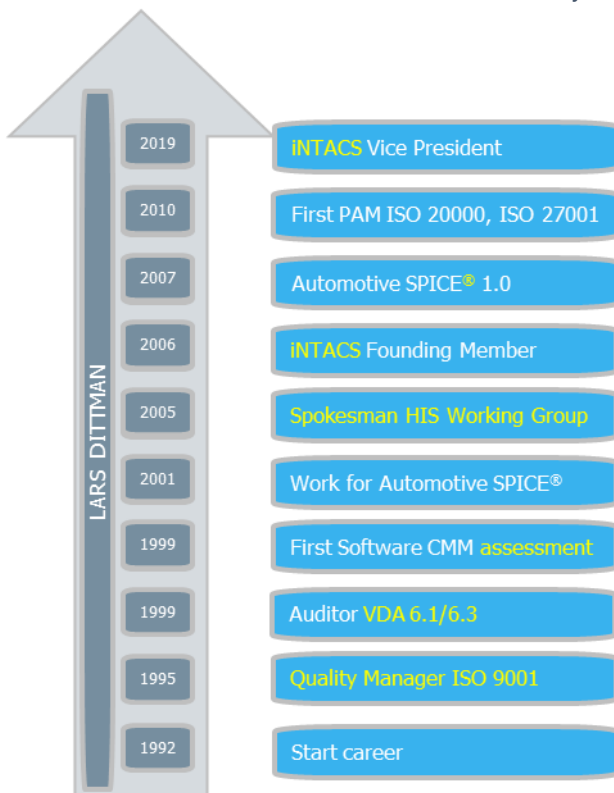 2019
iNTACS Vice President
2010
First PAM ISO 20000, ISO 27001
2007
Automotive SPICE® 1.0
2006
iNTACS Founding Member
2005
Spokesman HIS Working Group
2001
Work for Automotive SPICE®
1999
First Software CMM assessment
1999
Auditor VDA 6.1/6.3
1995
Quality Manager ISO 9001
1992
Start career
LARS DITTMAN